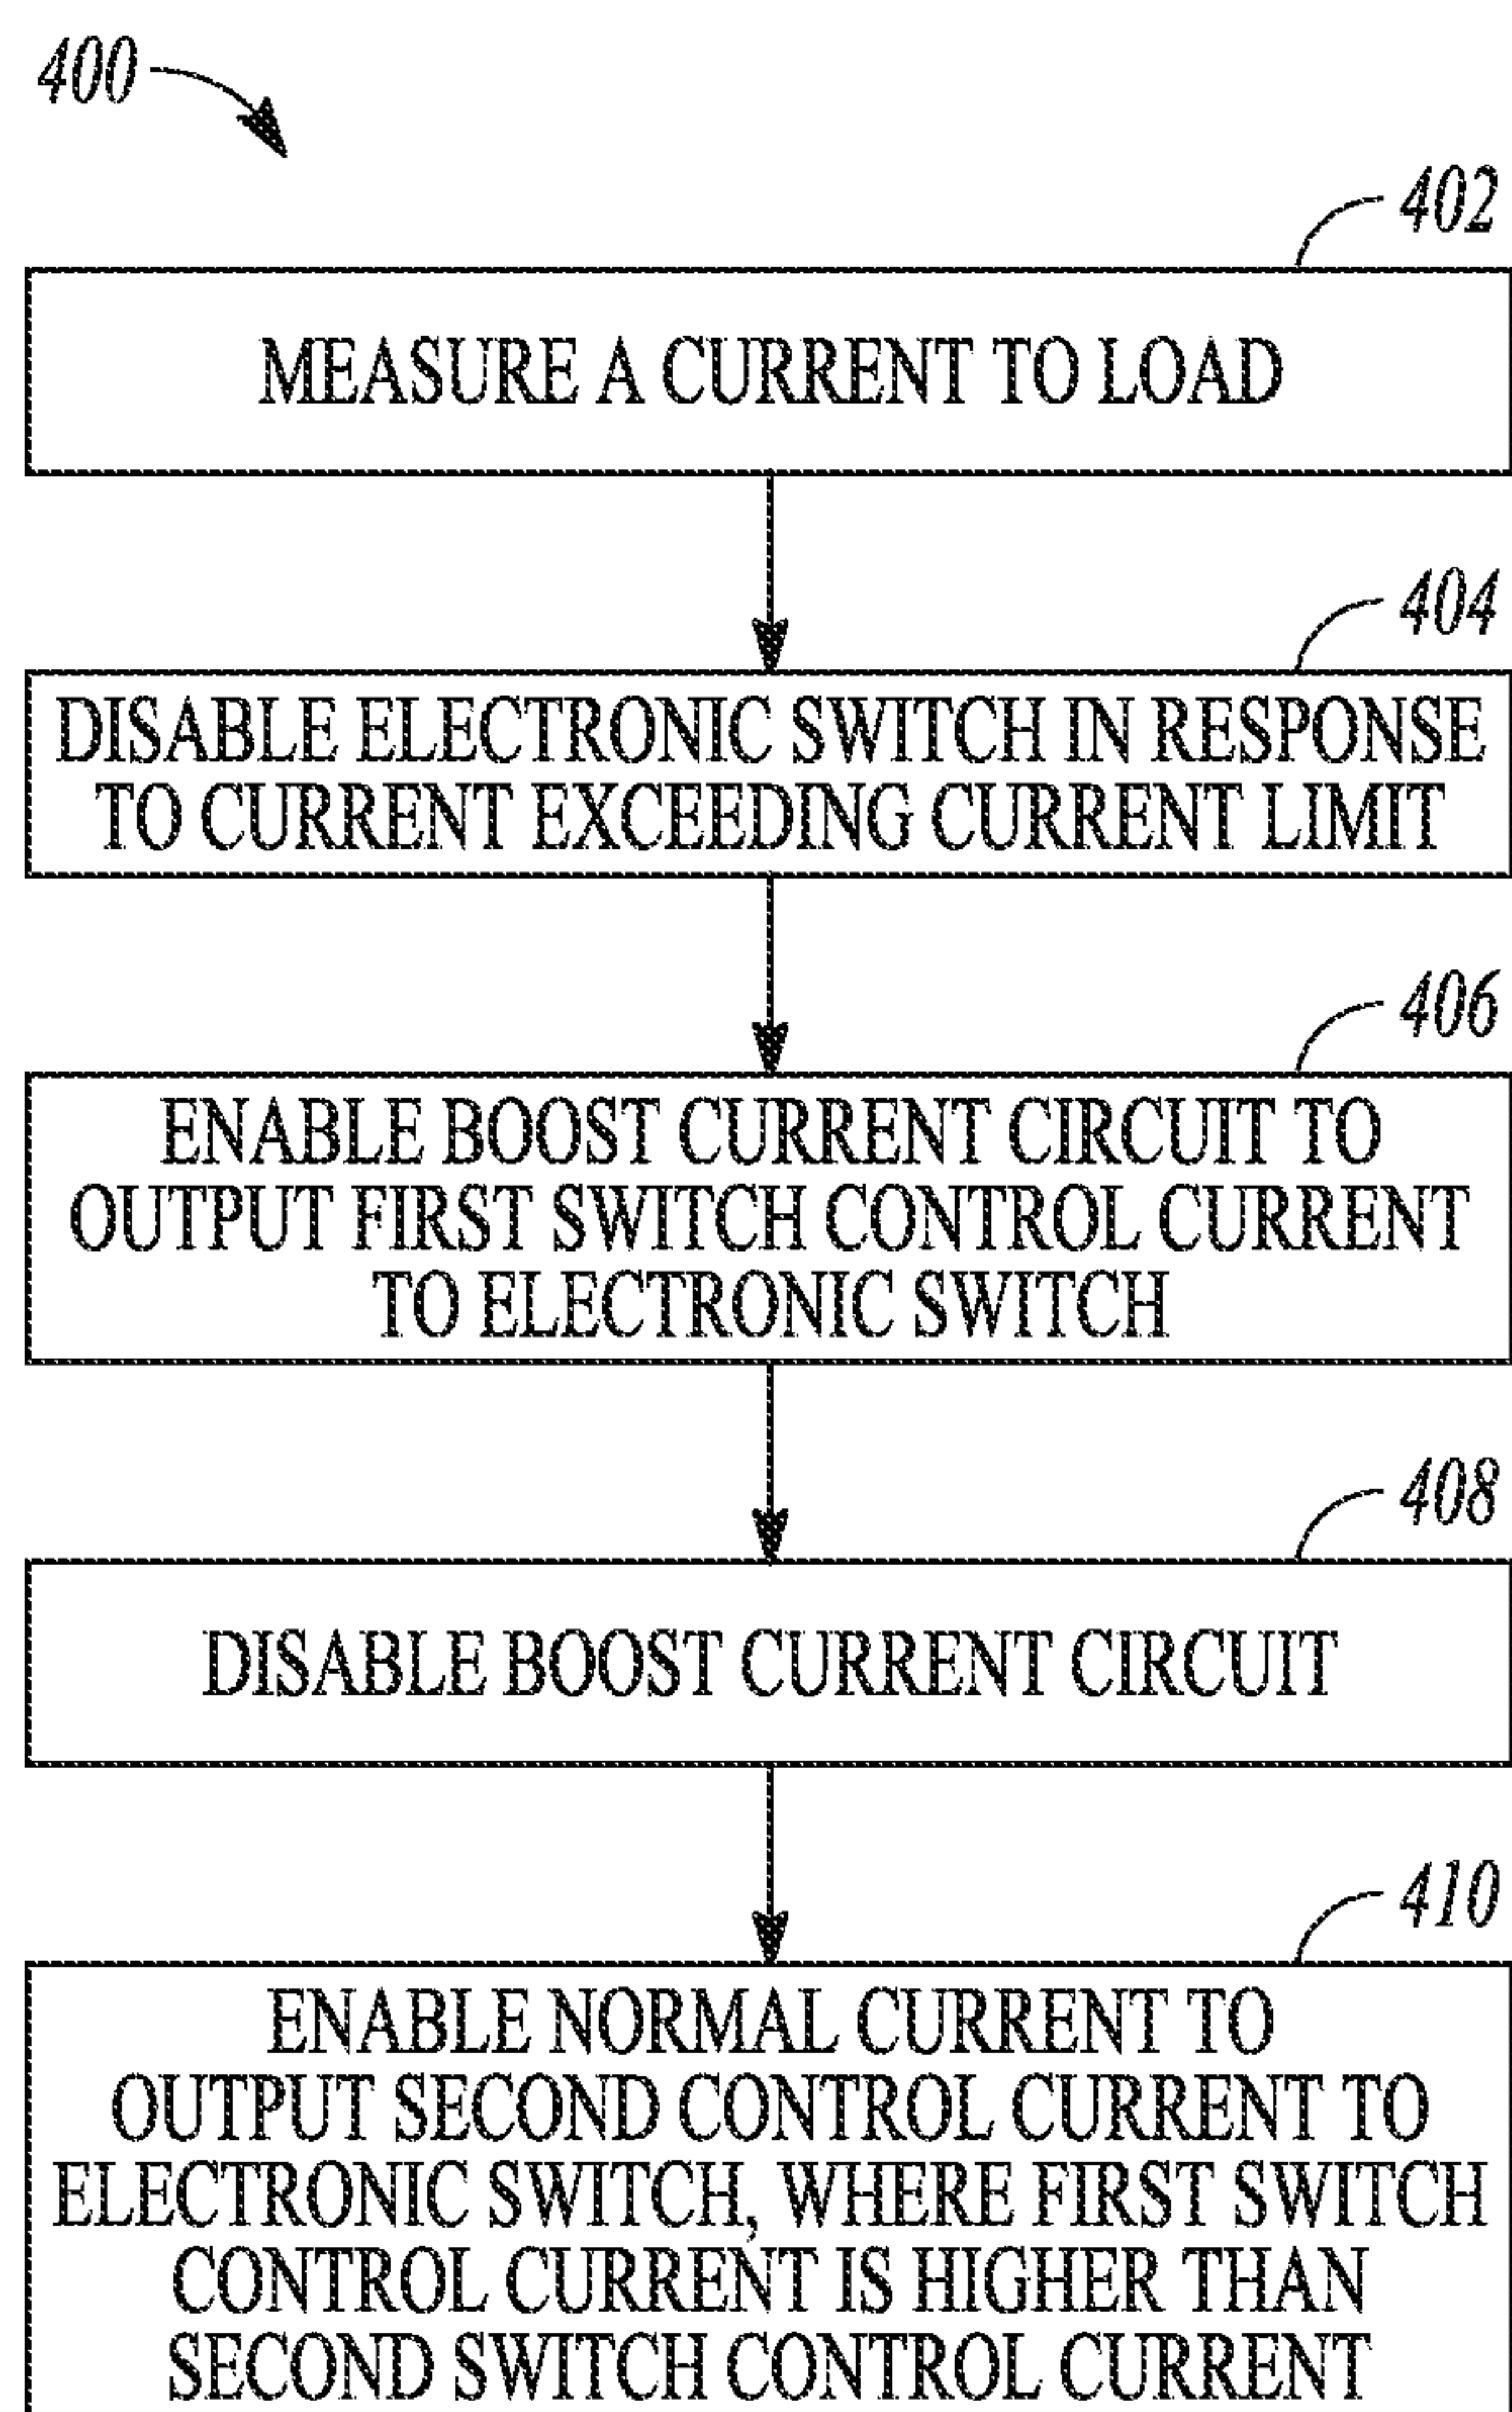 400
402
MEASURE A CURRENT TO LOAD
404
DISABLE ELECTRONIC SWITCH IN RESPONSE
TO CURRENT EXCEEDING CURRENT LIMIT
406
ENABLE BOOST CURRENT CIRCUIT TO
OUTPUT FIRST SWITCH CONTROL CURRENT
TO ELECTRONIC SWITCH
408
DISABLE BOOST CURRENT CIRCUIT
410
ENABLE NORMAL CURRENT TO
OUTPUT SECOND CONTROL CURRENT TO
ELECTRONIC SWITCH, WHERE FIRST SWITCH
CONTROL CURRENT IS HIGHER THAN
SECOND SWITCH CONTROL CURRENT